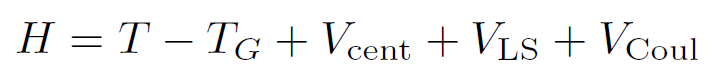 H = T − T_G + V_cent + V_LS + V_Coul